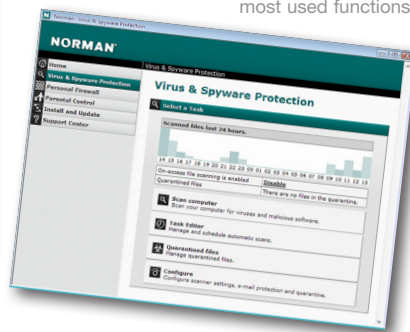 most used functions
Norman - Virus & Spyware Protection
NORMAN
Home
Virus & Spyware Protection
Personal Firewall
Parental Control
Install and Update
Support Center
Virus & Spyware Protection
Virus & Spyware Protection
Select a Task
Scanned files last 24 hours.
14 15 16 17 18 19 20 21 22 23 00 01 02 03 04 05 06 07 08 09 10 11 12 13
On-access file scanning is enabled Disable
Quarantined files There are no files in the quarantine.
Scan computer
Scan your computer for viruses and malicious software.
Task Editor
Manage and schedule automatic scans.
Quarantined files
Manage quarantined files.
Configure
Configure scanner settings, e-mail protection and quarantine.